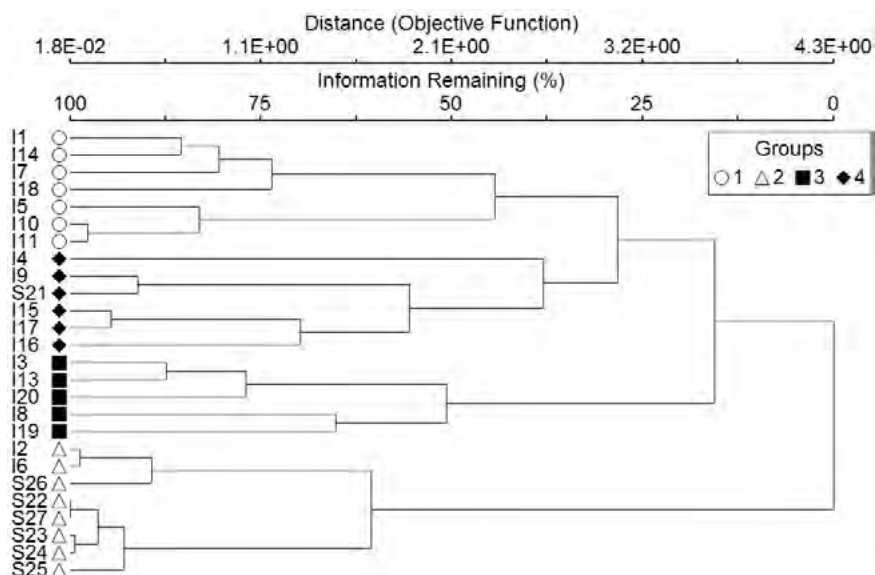 Distance (Objective Function)
1.8E-02 1.1E+00 2.1E+00 3.2E+00 4.3E+00
Information Remaining (%)
100 75 50 25 0
Groups
1 2 3 4
I1
I14
I7
I18
I5
I10
I11
I4
I9
S21
I15
I17
I16
I3
I13
I20
I8
I19
I2
I6
S26
S22
S27
S23
S24
S25